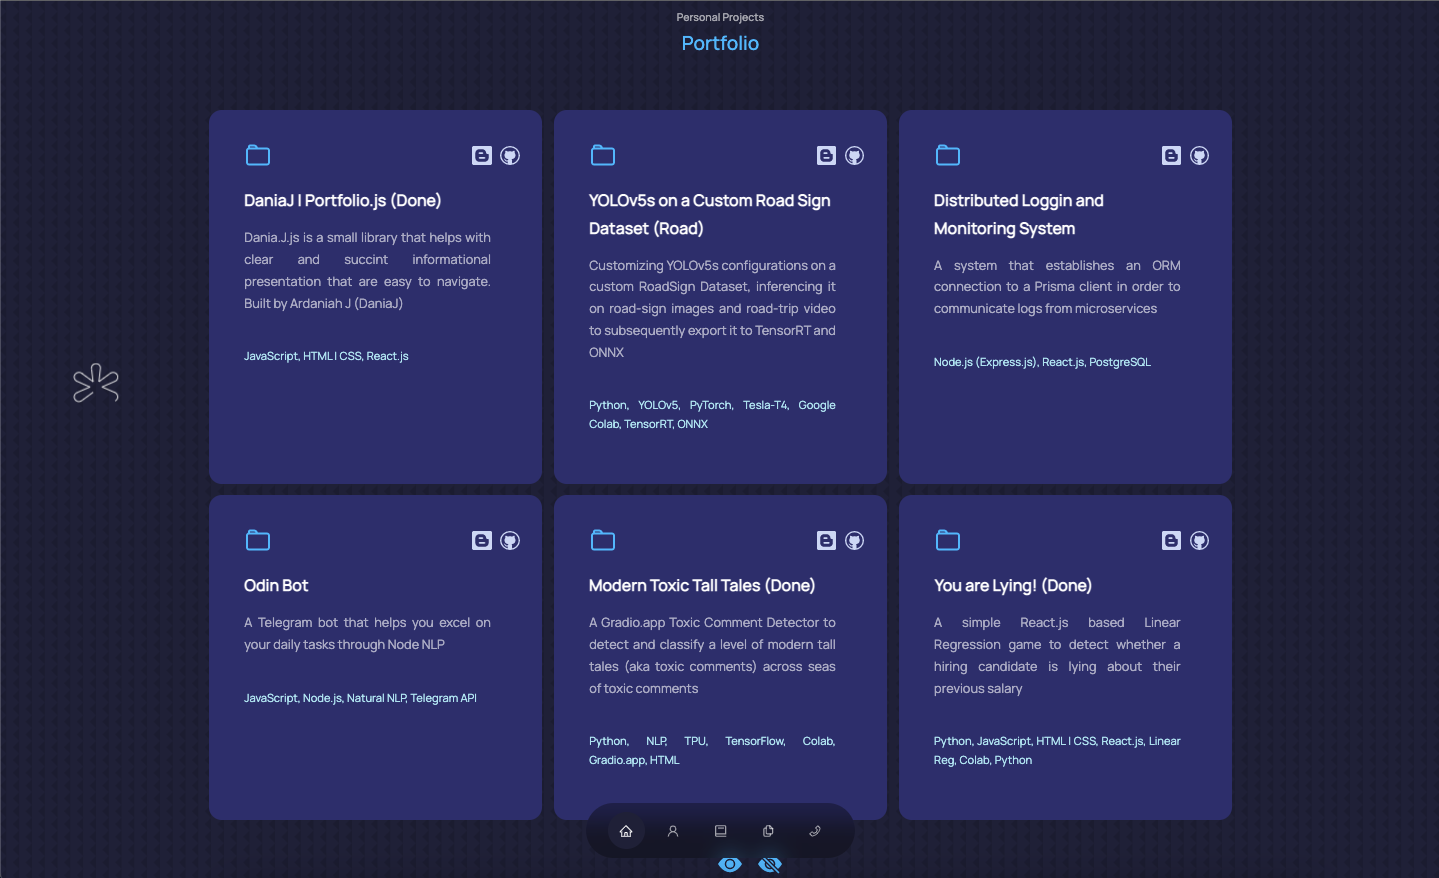 Personal Projects
Portfolio
DaniaJ | Portfolio.js (Done)
Dania.J.js is a small library that helps with
clear and succint informational
presentation that are easy to navigate.
Built by Ardaniah J (DaniaJ)
JavaScript, HTML | CSS, React.js
YOLOv5s on a Custom Road Sign
Dataset (Road)
Customizing YOLOv5s configurations on a
custom RoadSign Dataset, inferencing it
on road-sign images and road-trip video
to subsequently export it to TensorRT and
ONNX
Python, YOLOv5, PyTorch, Tesla-T4, Google
Colab, TensorRT, ONNX
Distributed Loggin and
Monitoring System
A system that establishes an ORM
connection to a Prisma client in order to
communicate logs from microservices
Node.js (Express.js), React.js, PostgreSQL
Odin Bot
A Telegram bot that helps you excel on
your daily tasks through Node NLP
JavaScript, Node.js, Natural NLP, Telegram API
Modern Toxic Tall Tales (Done)
A Gradio.app Toxic Comment Detector to
detect and classify a level of modern tall
tales (aka toxic comments) across seas
of toxic comments
Python, NLP, TPU, TensorFlow, Colab,
Gradio.app, HTML
You are Lying! (Done)
A simple React.js based Linear
Regression game to detect whether a
hiring candidate is lying about their
previous salary
Python, JavaScript, HTML | CSS, React.js, Linear
Reg, Colab, Python